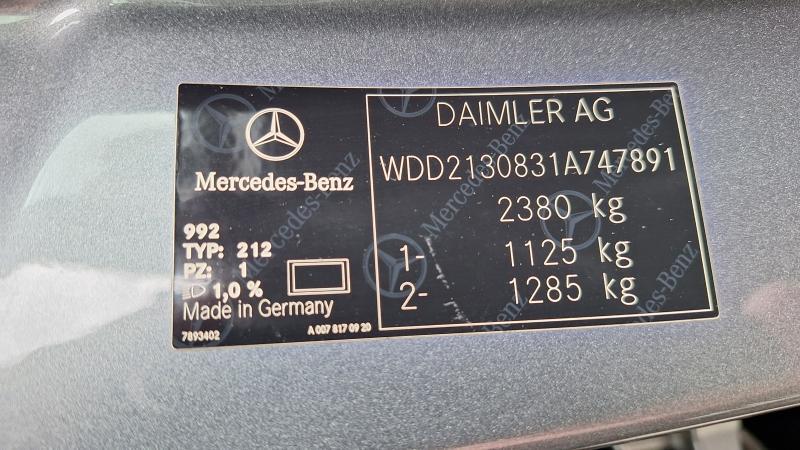 Mercedes-Benz
992
TYP: 212
PZ: 1
1,0 %
Made in Germany
7893402
A 007 817 09 20
DAIMLER AG
WDD2130831A747891
2380 kg
1- 1125 kg
2- 1285 kg